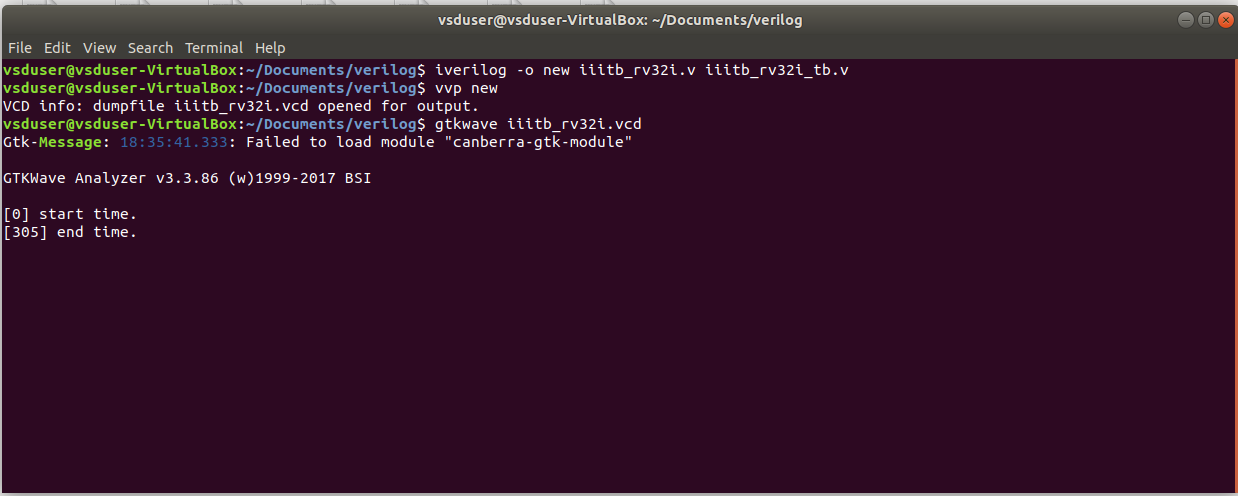 vsduser@vsduser-VirtualBox: ~/Documents/verilog
File Edit View Search Terminal Help
vsduser@vsduser-VirtualBox:~/Documents/verilog$ iverilog -o new iiitb_rv32i.v iiitb_rv32i_tb.v
vsduser@vsduser-VirtualBox:~/Documents/verilog$ vvp new
VCD info: dumpfile iiitb_rv32i.vcd opened for output.
vsduser@vsduser-VirtualBox:~/Documents/verilog$ gtkwave iiitb_rv32i.vcd
Gtk-Message: 18:35:41.333: Failed to load module "canberra-gtk-module"
GTKWave Analyzer v3.3.86 (w)1999-2017 BSI
[0] start time.
[305] end time.